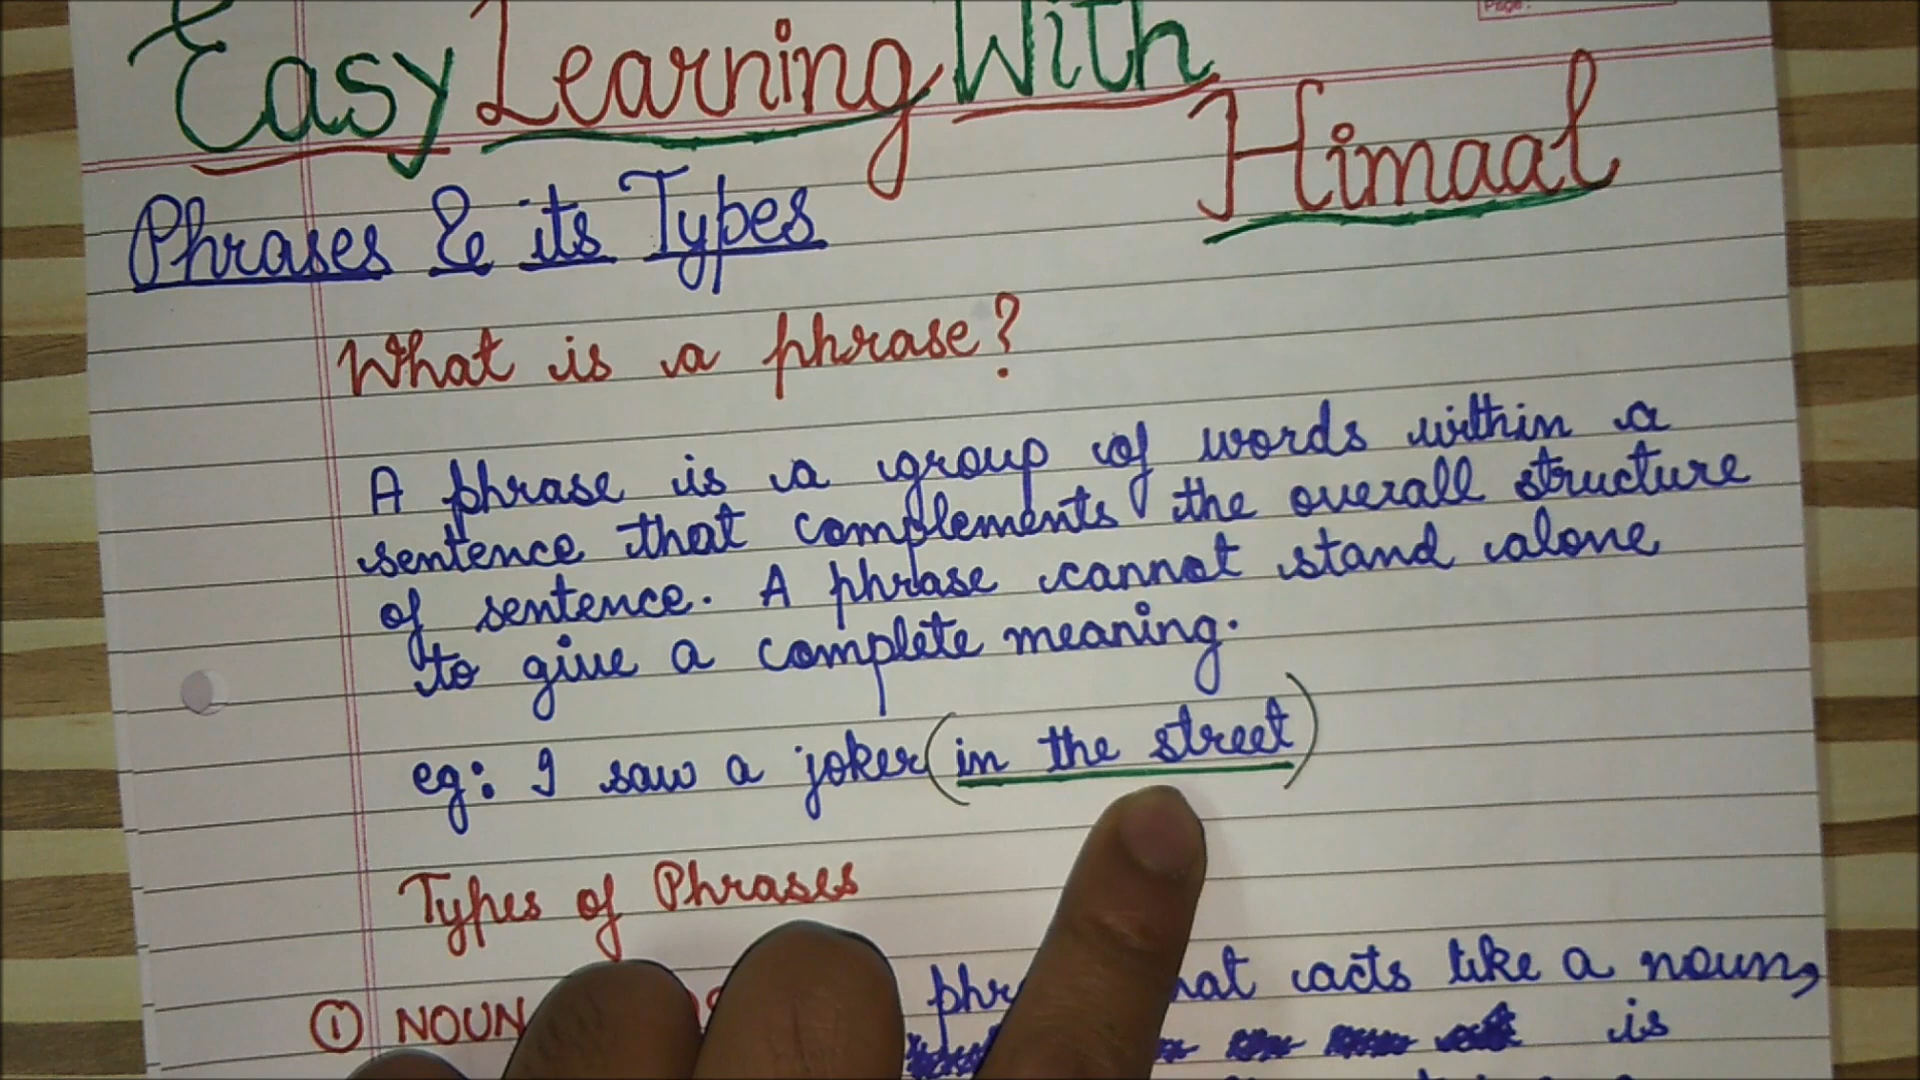 Page:
Easy Learning With
Himaal
Phrases & its Types
What is a phrase?
A phrase is a group of words within a
sentence that complements the overall structure
of sentence. A phrase cannot stand alone
to give a complete meaning.
eg: I saw a joker (in the street)
Types of Phrases
① NOUN acts like a noun,
is